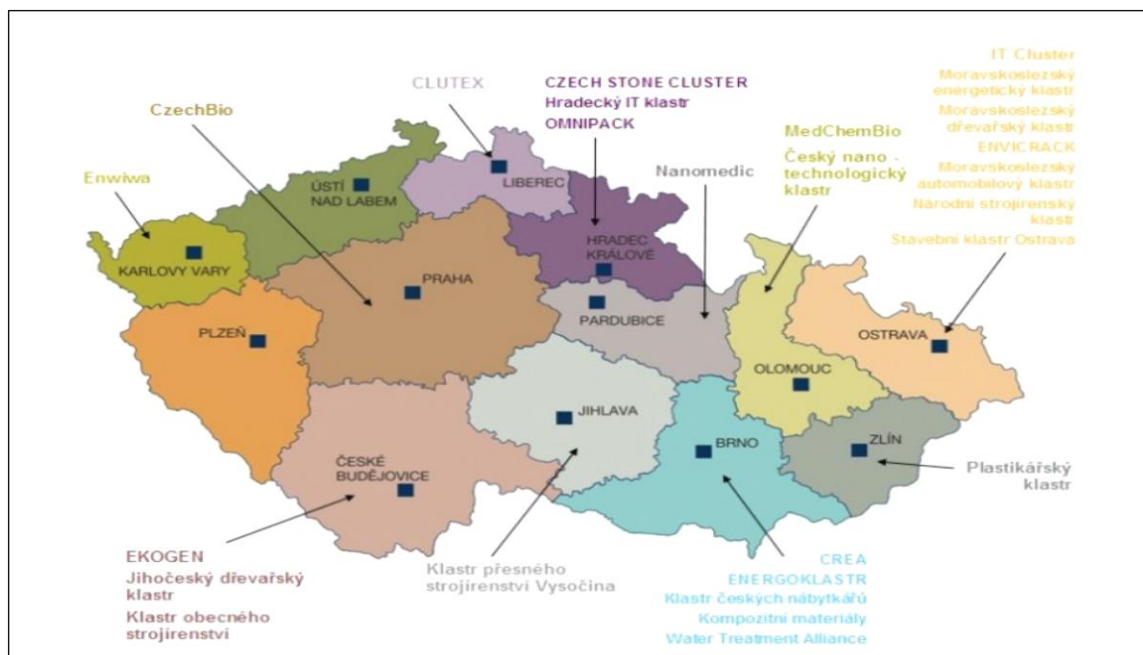 IT Cluster
Moravskoslezský
energetický klastr
Moravskoslezský
dřevařský klastr
ENVICRACK
Moravskoslezský
automobilový klastr
Národní strojírenský
klastr
Stavební klastr Ostrava
CLUTEX
CZECH STONE CLUSTER
Hradecký IT klastr
OMNIPACK
CzechBio
MedChemBio
Český nano -
technologický
klastr
Nanomedic
Enwiwa
ÚSTÍ
NAD LABEM
LIBEREC
HRADEC
KRÁLOVÉ
KARLOVY VARY
PRAHA
PARDUBICE
PLZEŇ
OSTRAVA
OLOMOUC
JIHLAVA
BRNO
ZLÍN
ČESKÉ
BUDĚJOVICE
Plastikářský
klastr
EKOGEN
Jihočeský dřevařský
klastr
Klastr obecného
strojírenství
Klastr přesného
strojírenství Vysočina
CREA
ENERGOKLASTR
Klastr českých nábytkářů
Kompozitní materiály
Water Treatment Alliance